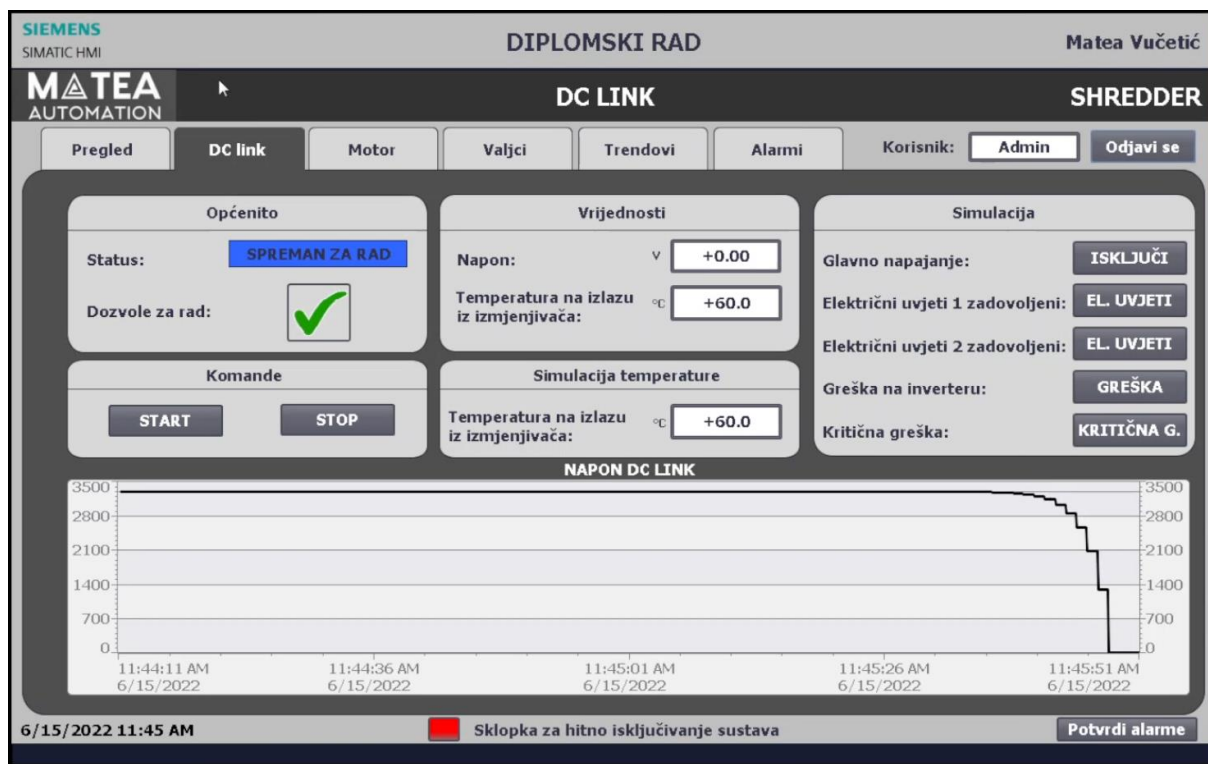 SIEMENS
SIMATIC HMI
DIPLOMSKI RAD
Matea Vučetić
MATEA
AUTOMATION
DC LINK
SHREDDER
Pregled
DC link
Motor
Valjci
Trendovi
Alarmi
Korisnik:
Admin
Odjavi se
Općenito
Status:
SPREMAN ZA RAD
Dozvole za rad:
Vrijednosti
Napon:
V
+0.00
Temperatura na izlazu
iz izmjenjivača:
°C
+60.0
Simulacija
Glavno napajanje:
ISKLJUČI
Električni uvjeti 1 zadovoljeni:
EL. UVJETI
Električni uvjeti 2 zadovoljeni:
EL. UVJETI
Greška na inverteru:
GREŠKA
Kritična greška:
KRITIČNA G.
Komande
START
STOP
Simulacija temperature
Temperatura na izlazu
iz izmjenjivača:
°C
+60.0
NAPON DC LINK
3500 3500
2800 2800
2100 2100
1400 1400
700 700
0 0
11:44:11 AM 11:44:36 AM 11:45:01 AM 11:45:26 AM 11:45:51 AM
6/15/2022 6/15/2022 6/15/2022 6/15/2022 6/15/2022
6/15/2022 11:45 AM
Sklopka za hitno isključivanje sustava
Potvrdi alarme